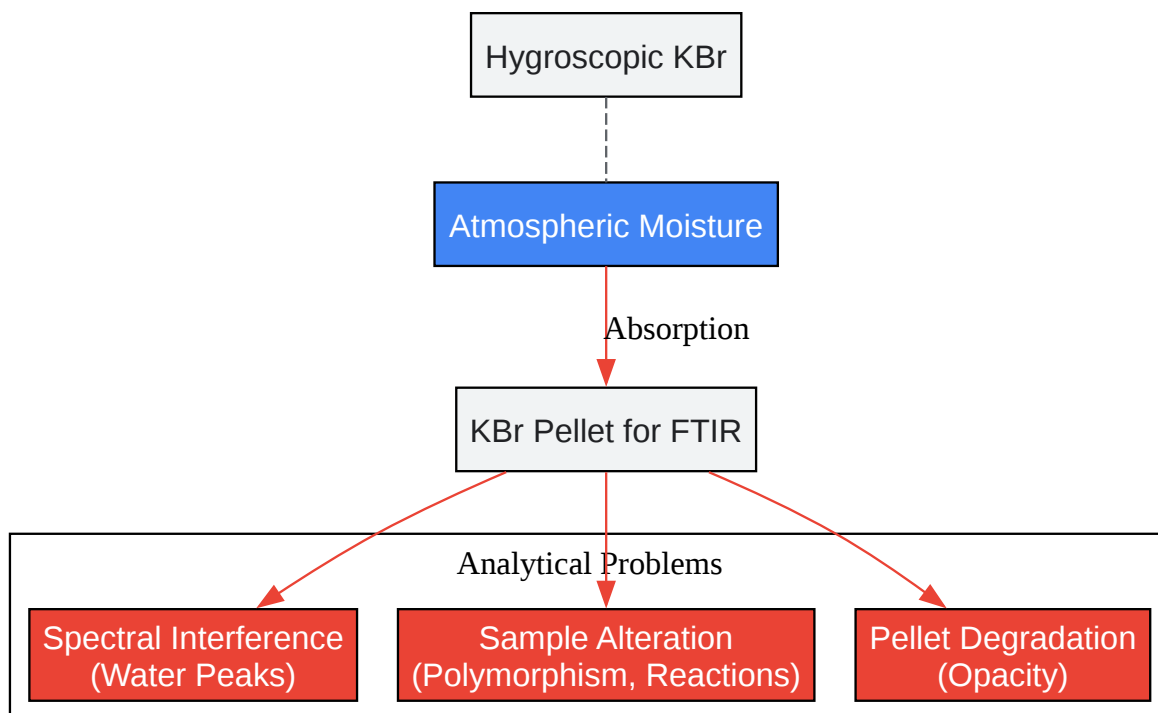 Hygroscopic KBr
Atmospheric Moisture
Absorption
KBr Pellet for FTIR
Analytical Problems
Spectral Interference
(Water Peaks)
Sample Alteration
(Polymorphism, Reactions)
Pellet Degradation
(Opacity)